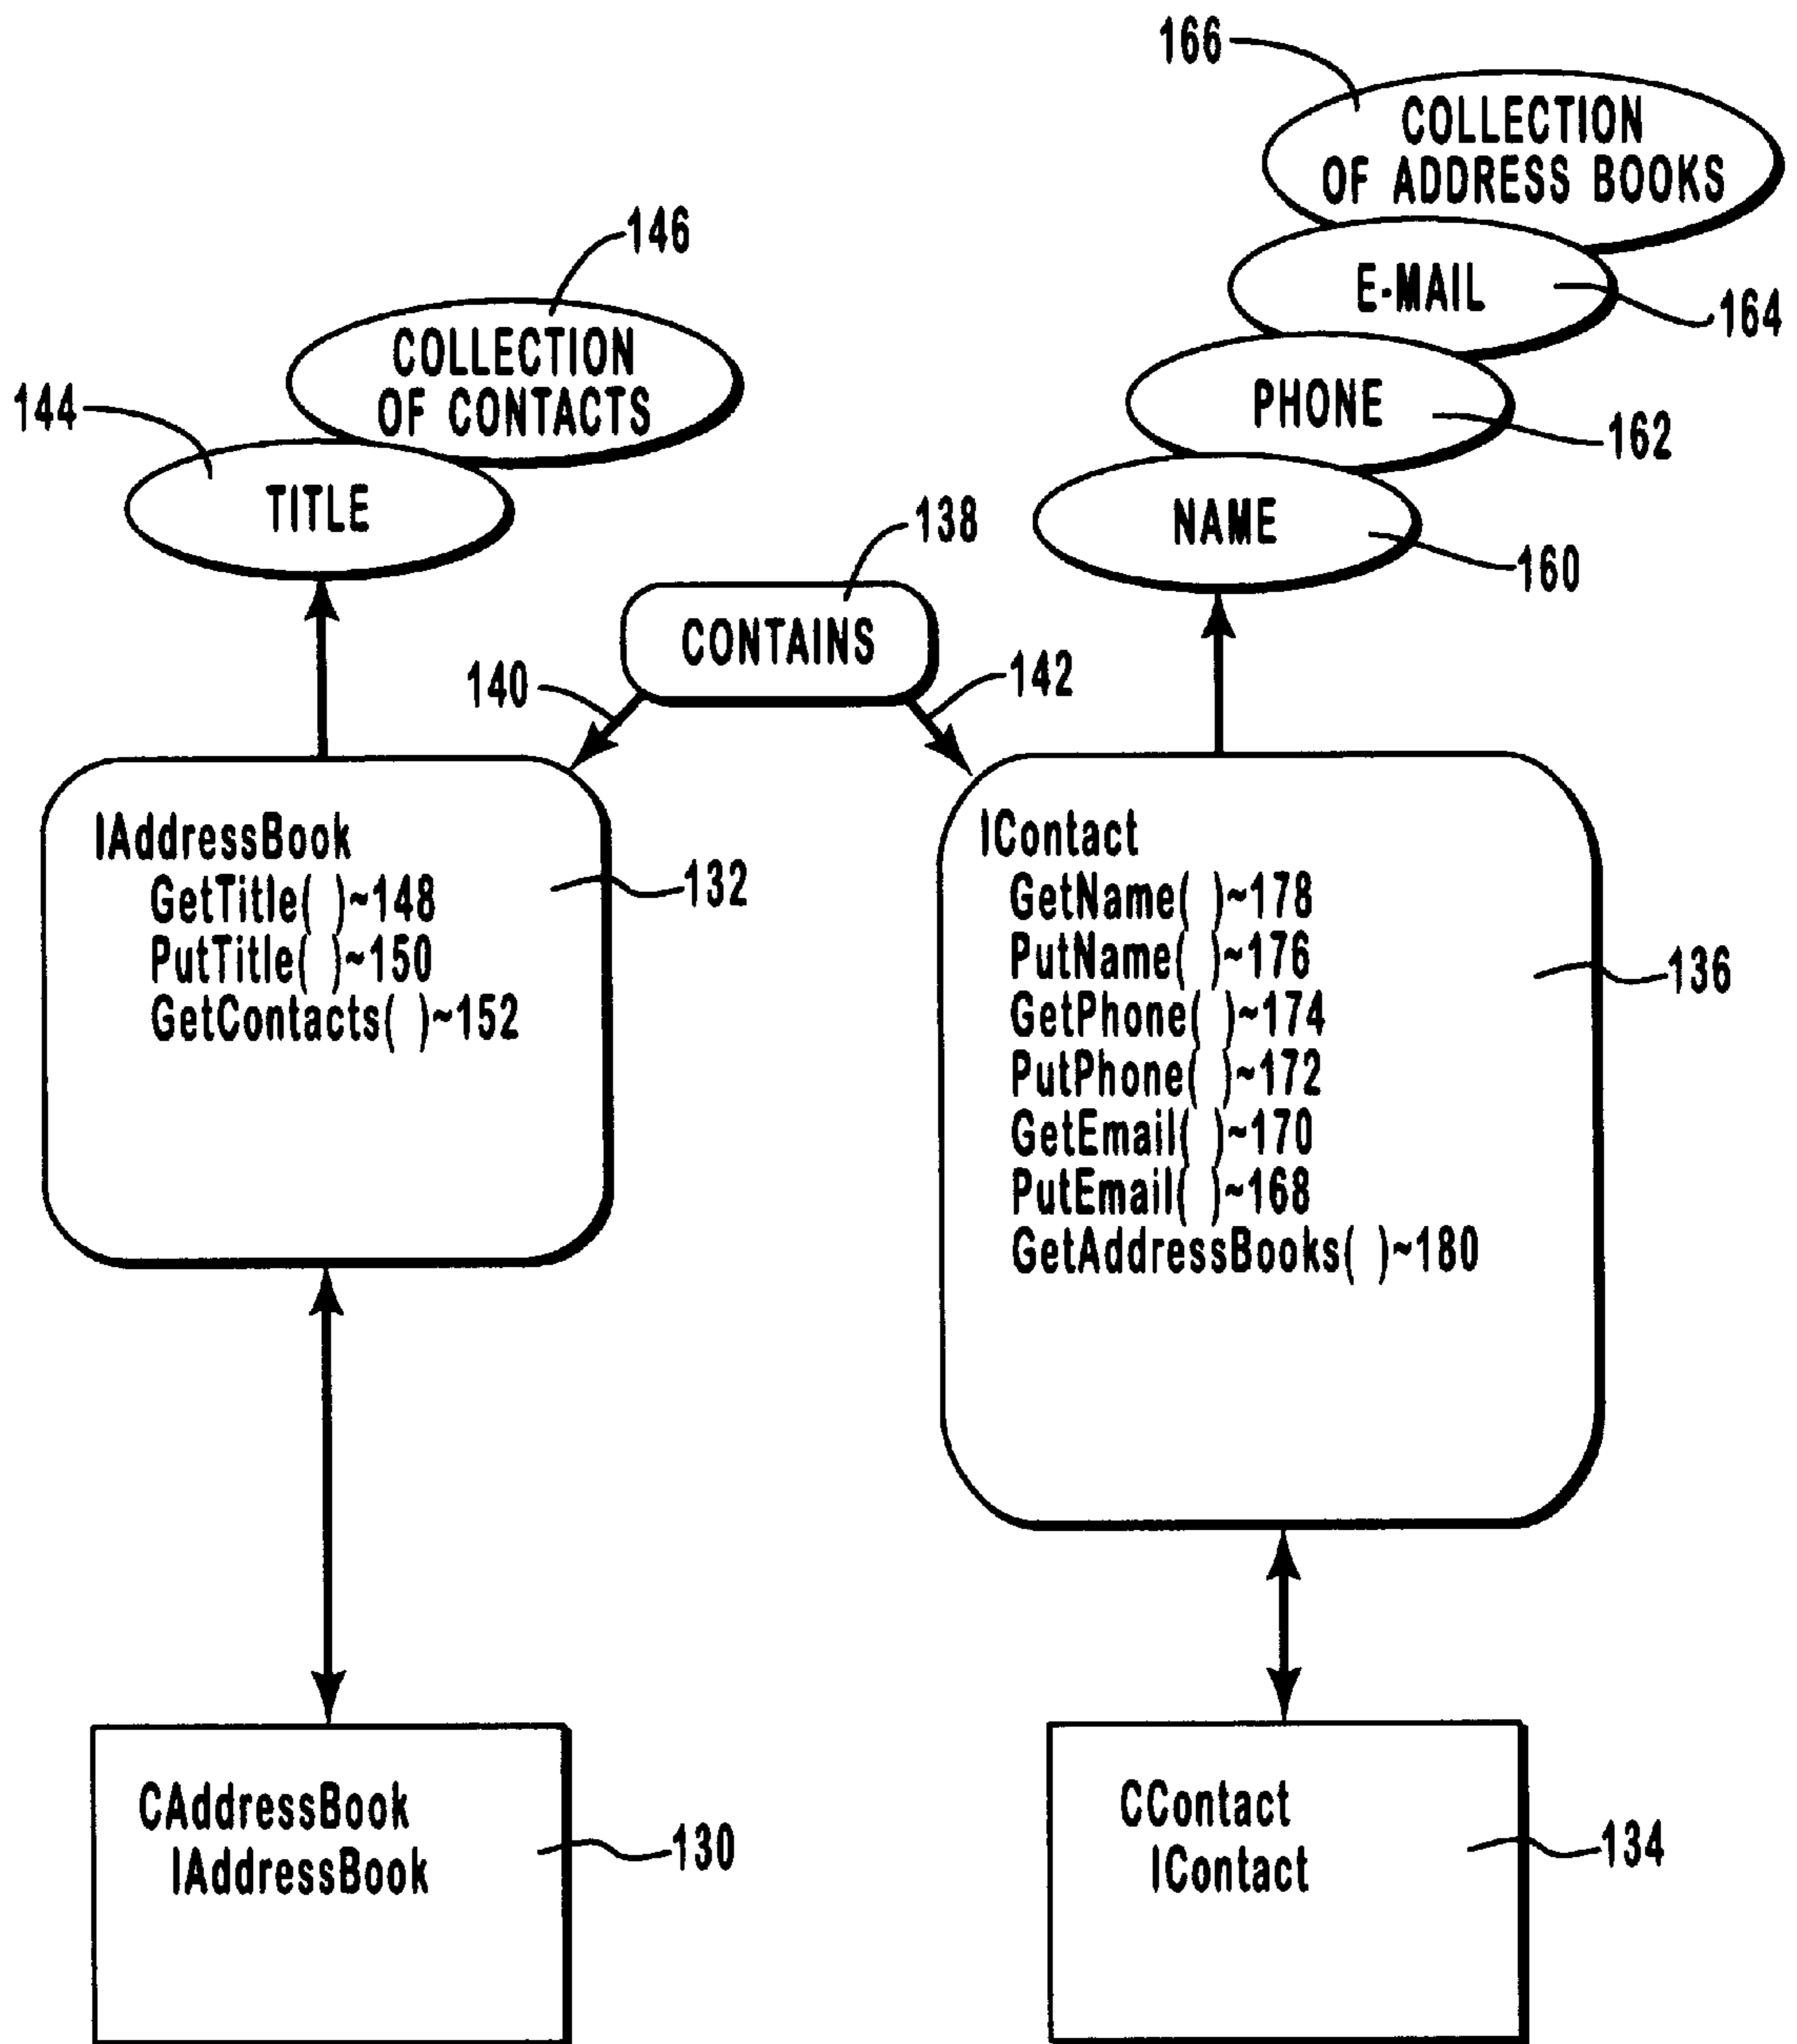 166
COLLECTION
OF ADDRESS BOOKS
146
E-MAIL
164
COLLECTION
OF CONTACTS
144
PHONE
162
TITLE
138
NAME
160
CONTAINS
140
142
IAddressBook
GetTitle( )~148
PutTitle( )~150
GetContacts( )~152
132
IContact
GetName( )~178
PutName( )~176
GetPhone( )~174
PutPhone( )~172
GetEmail( )~170
PutEmail( )~168
GetAddressBooks( )~180
136
CAddressBook
IAddressBook
130
CContact
IContact
134